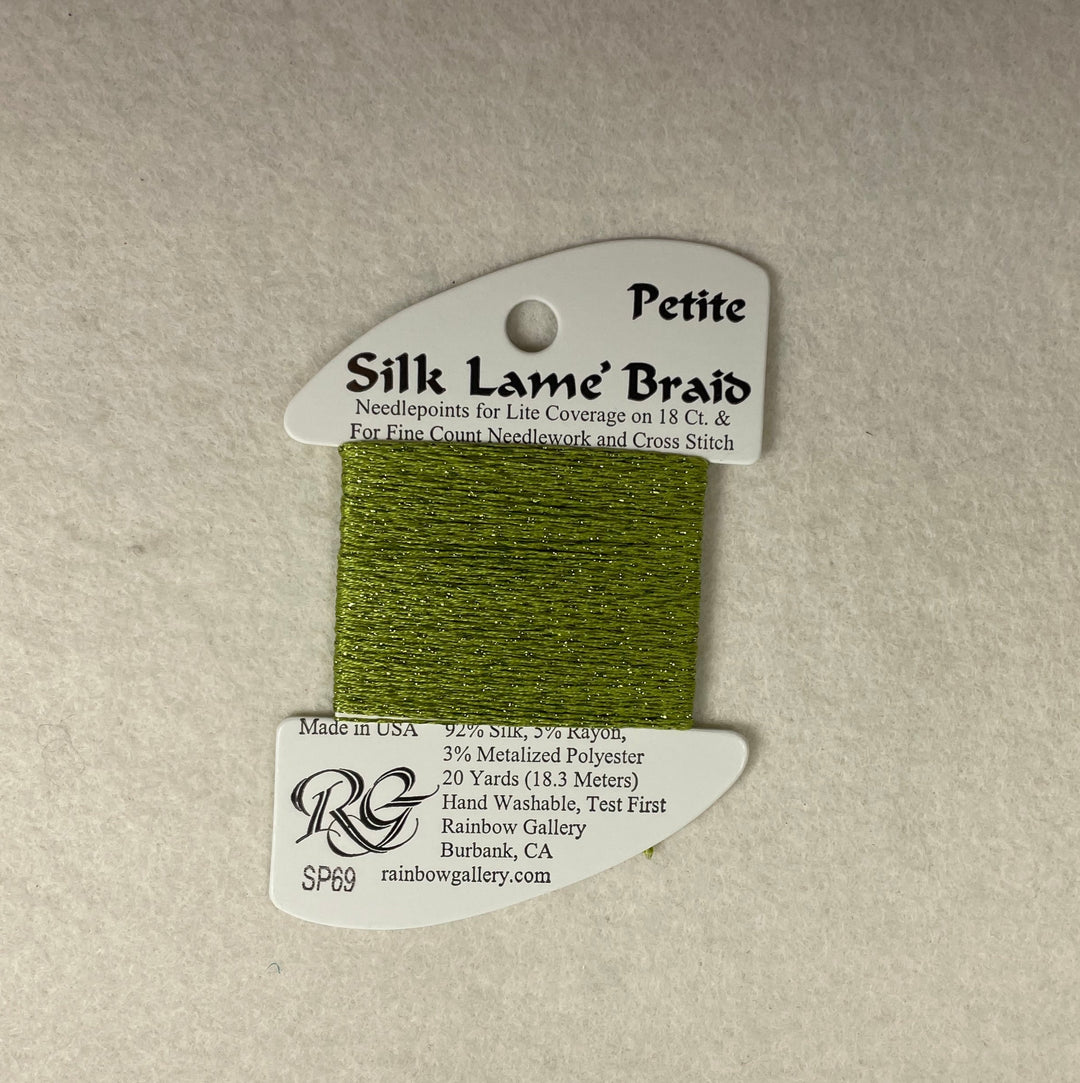 Petite
Silk Lame' Braid
Needlepoints for Lite Coverage on 18 Ct. &
For Fine Count Needlework and Cross Stitch
Made in USA 92% Silk, 5% Rayon,
3% Metalized Polyester
20 Yards (18.3 Meters)
RG Hand Washable, Test First
Rainbow Gallery
Burbank, CA
SP69 rainbowgallery.com